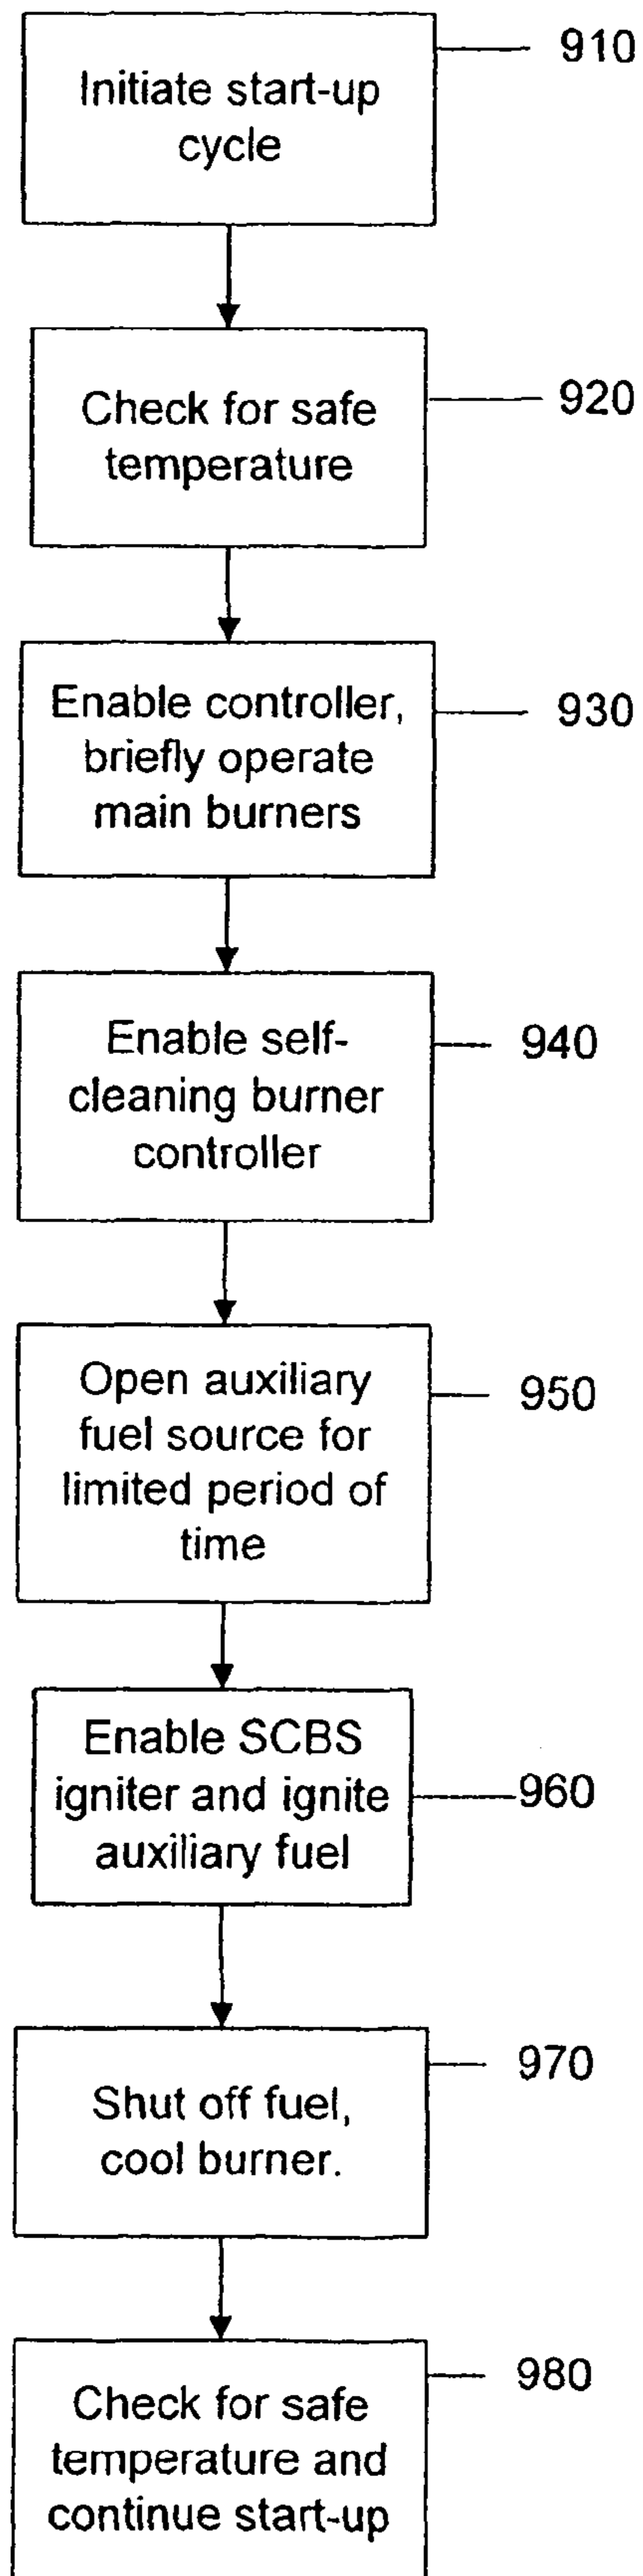 Initiate start-up
cycle
910
Check for safe
temperature
920
Enable controller,
briefly operate
main burners
930
Enable self-
cleaning burner
controller
940
Open auxiliary
fuel source for
limited period of
time
950
Enable SCBS
igniter and ignite
auxiliary fuel
960
Shut off fuel,
cool burner.
970
Check for safe
temperature and
continue start-up
980